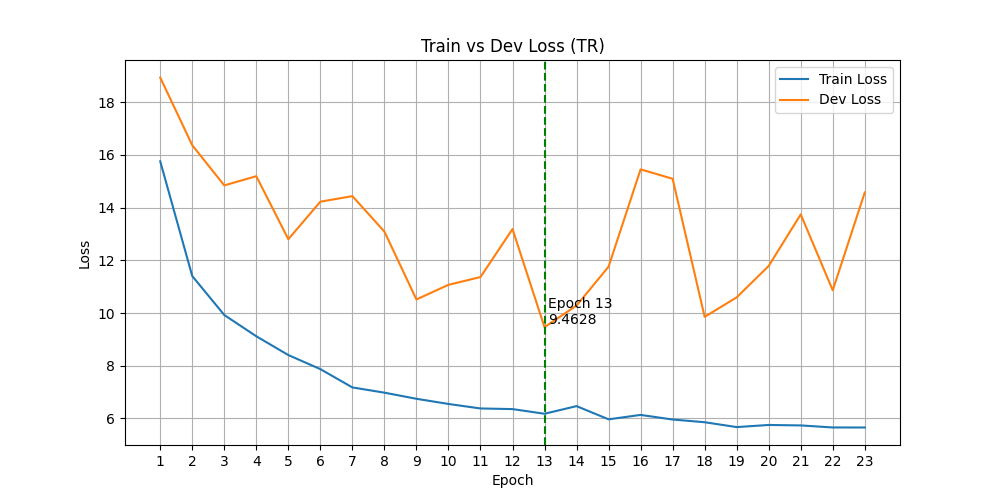 Train vs Dev Loss (TR)
Train Loss
Dev Loss
18
16
14
12
10
8
6
Loss
Epoch 13
9.4628
1 2 3 4 5 6 7 8 9 10 11 12 13 14 15 16 17 18 19 20 21 22 23
Epoch